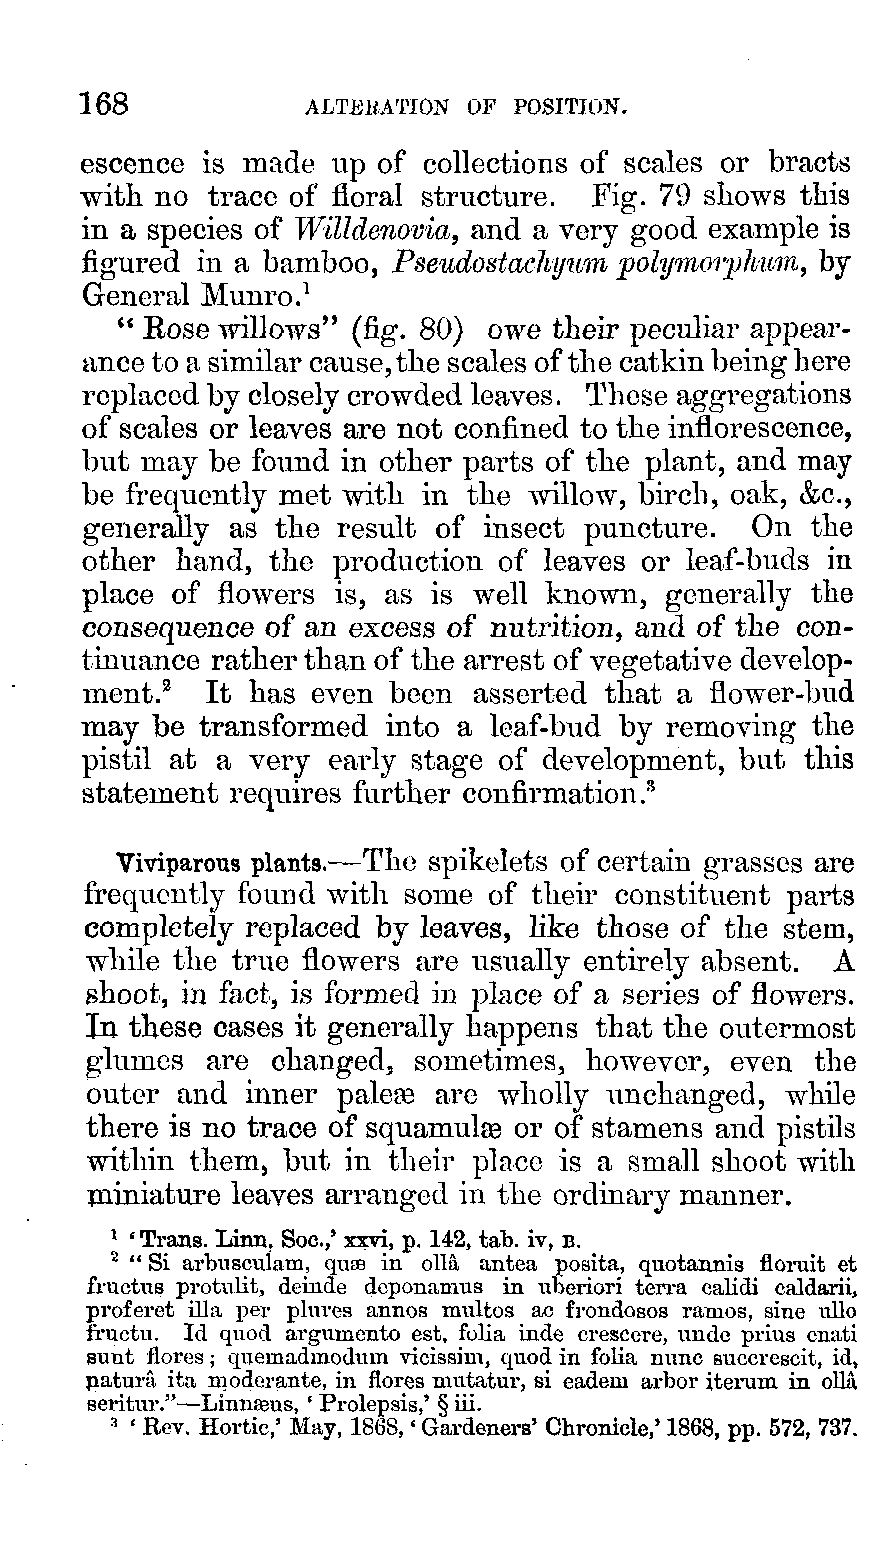 168 ALTERATION OF POSITION.
escence is made up of collections of scales or bracts
with no trace of floral structure. Fig. 79 shows this
in a species of Willdenovia, and a very good example is
figured in a bamboo, Pseudostachyum polymorphum, by
General Munro.¹
“ Rose willows” (fig. 80) owe their peculiar appear-
ance to a similar cause, the scales of the catkin being here
replaced by closely crowded leaves. These aggregations
of scales or leaves are not confined to the inflorescence,
but may be found in other parts of the plant, and may
be frequently met with in the willow, birch, oak, &c.,
generally as the result of insect puncture. On the
other hand, the production of leaves or leaf-buds in
place of flowers is, as is well known, generally the
consequence of an excess of nutrition, and of the con-
tinuance rather than of the arrest of vegetative develop-
ment.² It has even been asserted that a flower-bud
may be transformed into a leaf-bud by removing the
pistil at a very early stage of development, but this
statement requires further confirmation.³
Viviparous plants.—The spikelets of certain grasses are
frequently found with some of their constituent parts
completely replaced by leaves, like those of the stem,
while the true flowers are usually entirely absent. A
shoot, in fact, is formed in place of a series of flowers.
In these cases it generally happens that the outermost
glumes are changed, sometimes, however, even the
outer and inner paleæ are wholly unchanged, while
there is no trace of squamulæ or of stamens and pistils
within them, but in their place is a small shoot with
miniature leaves arranged in the ordinary manner.
¹ ‘Trans. Linn. Soc.,’ xxvi, p. 142, tab. iv, B.
² “Si arbusculam, quæ in ollâ antea posita, quotannis floruit et
fructus protulit, deinde deponamus in uberiori terra calidi caldarii,
proferet illa per plures annos multos ac frondosos ramos, sine ullo
fructu. Id quod argumento est, folia inde crescere, unde prius enati
sunt flores; quemadmodum vicissim, quod in folia nunc succrescit, id,
naturâ ita moderante, in flores mutatur, si eadem arbor iterum in ollâ
seritur.”—Linnæus, ‘ Prolepsis,’ § iii.
³ ‘ Rev. Hortic,’ May, 1868, ‘ Gardeners’ Chronicle,’ 1868, pp. 572, 737.